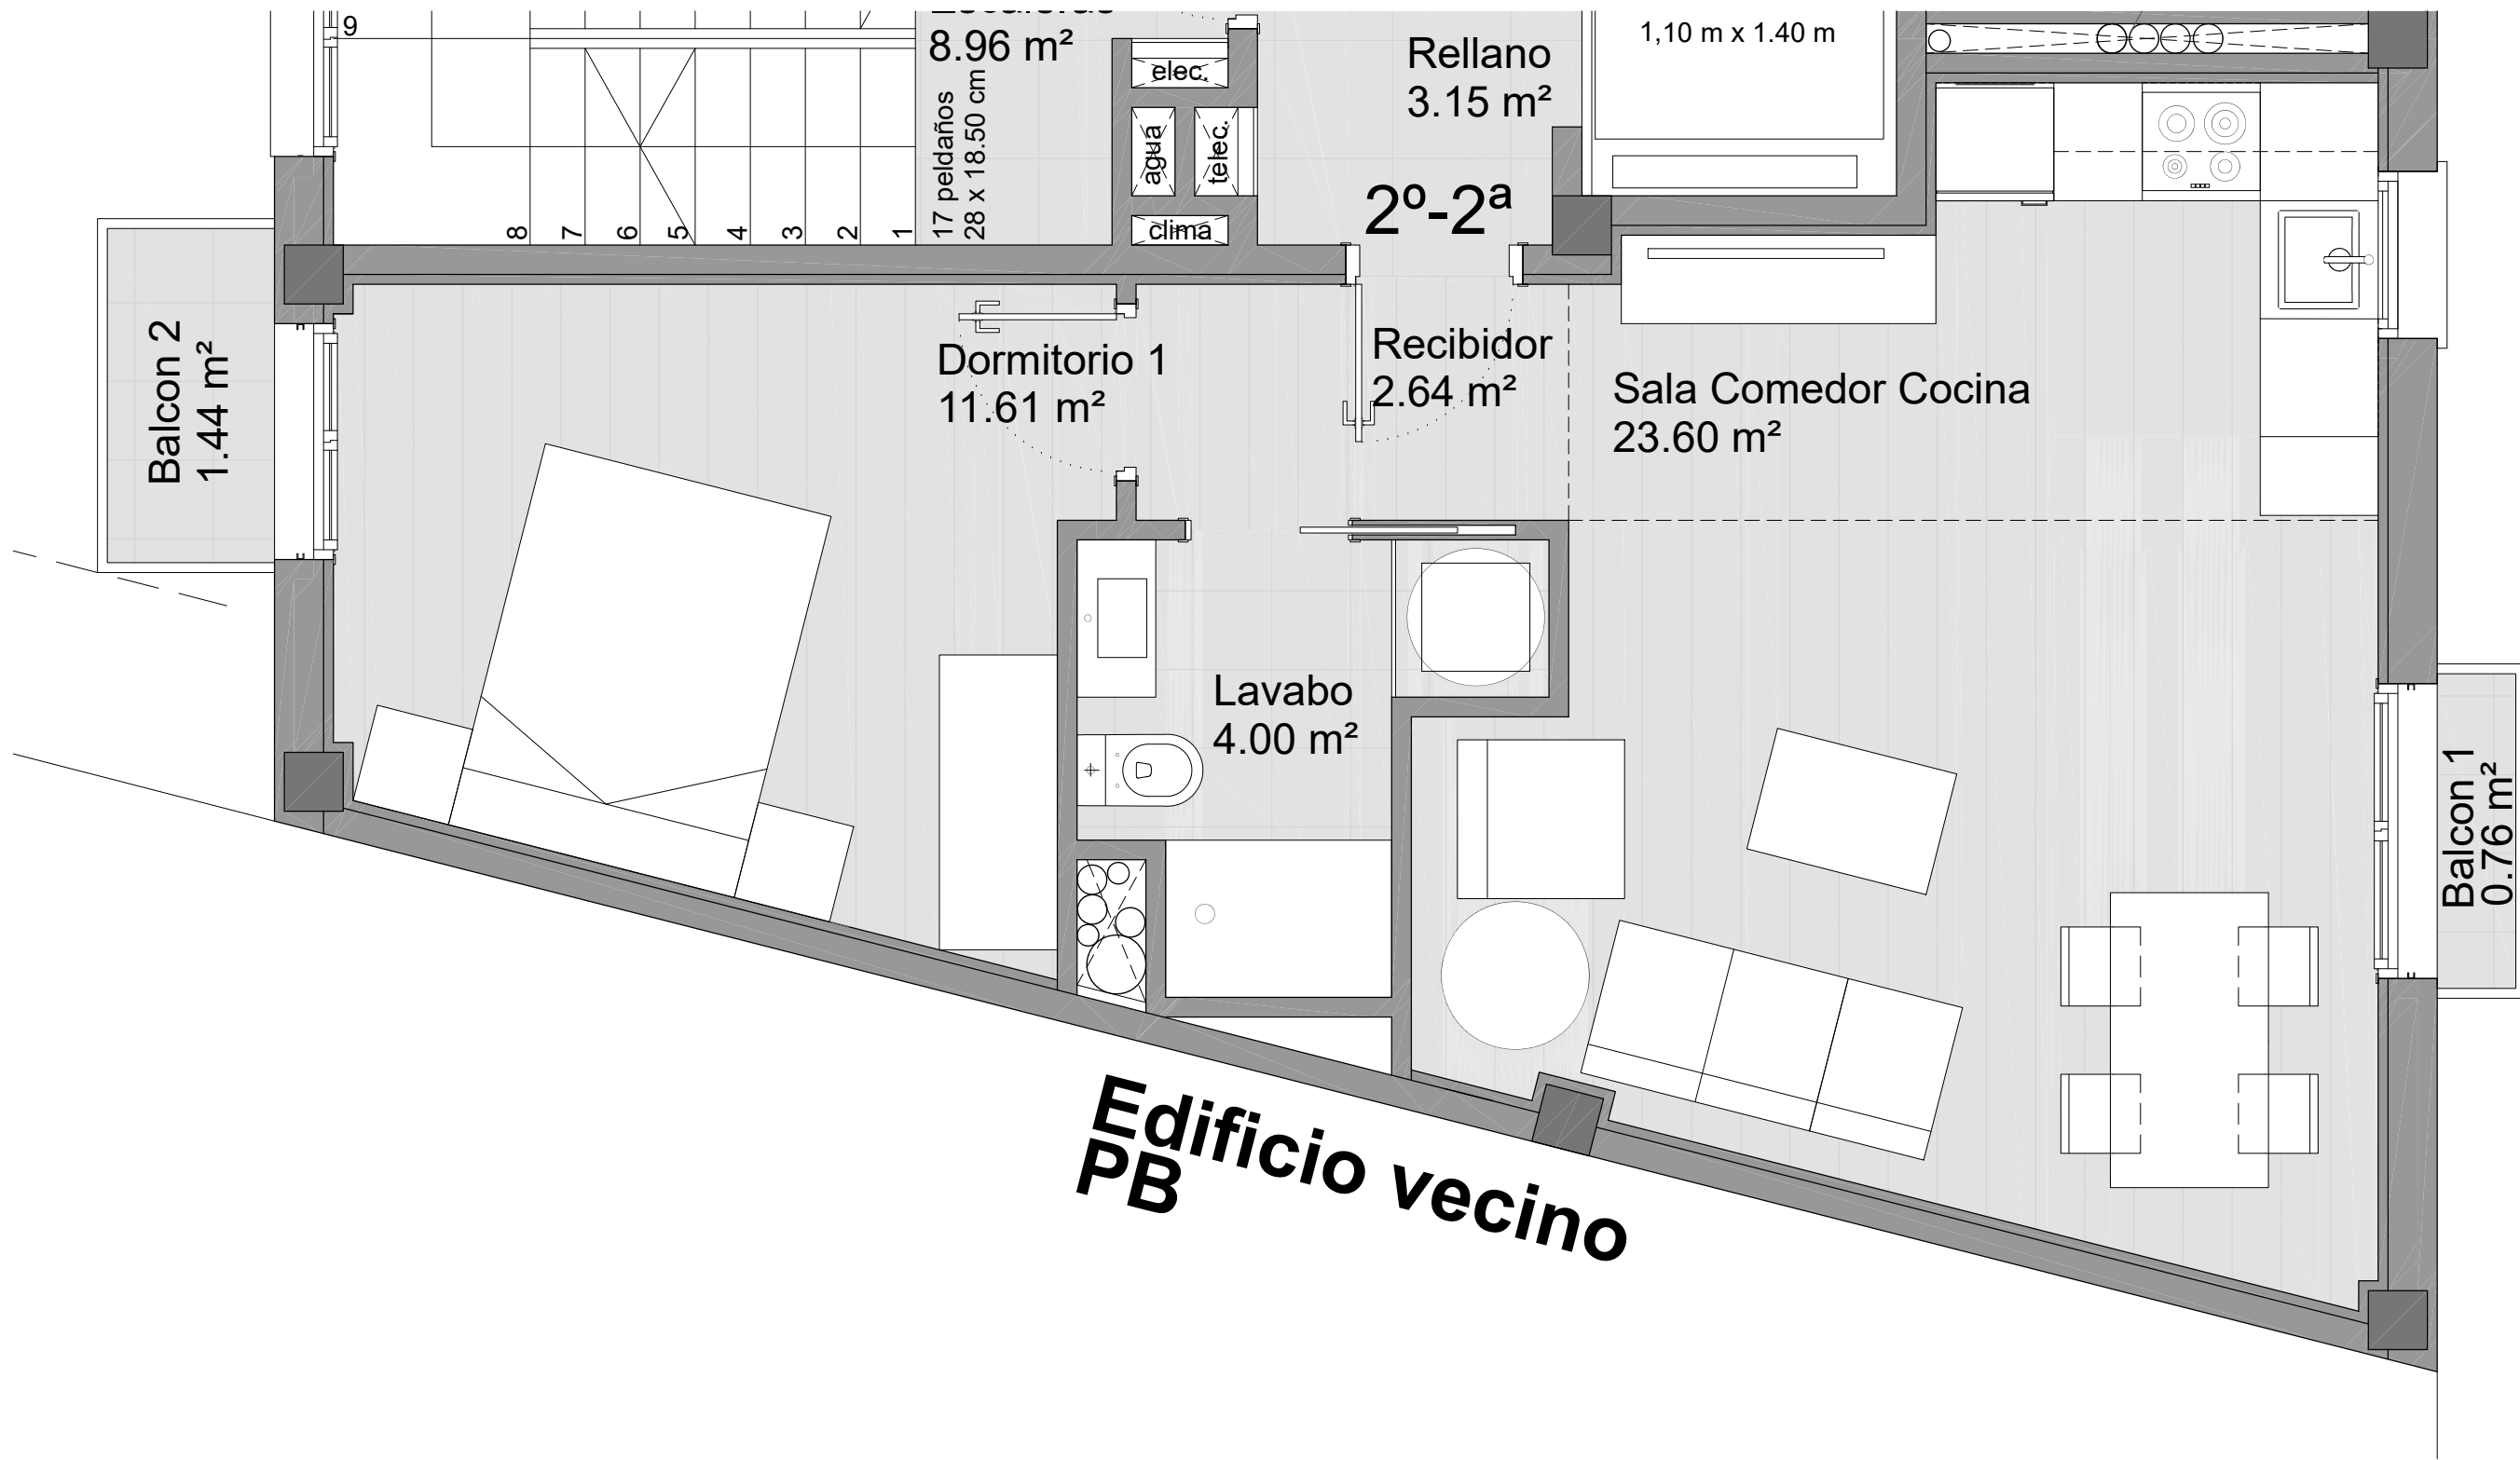 9
8.96 m²
17 peldaños
28 x 18.50 cm
elec.
agua
telec.
clima
Rellano
3.15 m²
1,10 m x 1.40 m
2º-2ª
8
7
6
5
4
3
2
1
Balcon 2
1.44 m²
Dormitorio 1
11.61 m²
Recibidor
2.64 m²
Sala Comedor Cocina
23.60 m²
Lavabo
4.00 m²
Balcon 1
0.76 m²
Edificio vecino
PB